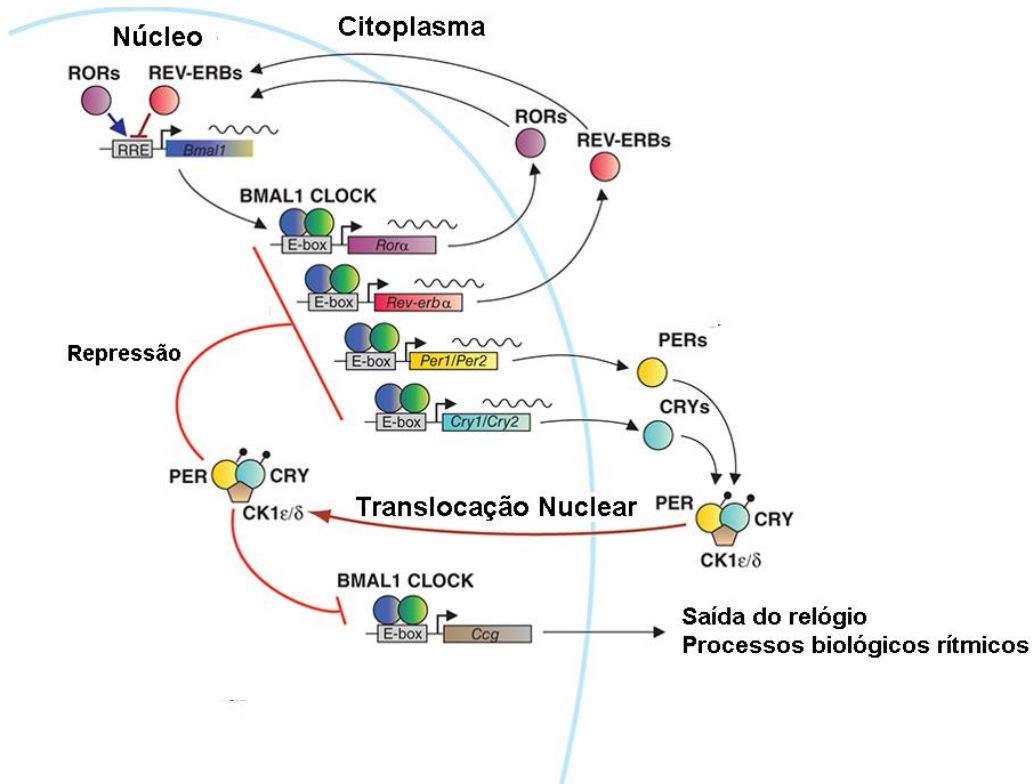 Núcleo
Citoplasma
RORs
REV-ERBs
RRE
Bmal1
RORs
REV-ERBs
BMAL1 CLOCK
E-box
Rorα
E-box
Rev-erbα
Repressão
E-box
Per1/Per2
PERs
E-box
Cry1/Cry2
CRYs
PER
CRY
CK1ε/δ
Translocação Nuclear
PER
CRY
CK1ε/δ
BMAL1 CLOCK
E-box
Ccg
Saída do relógio
Processos biológicos rítmicos